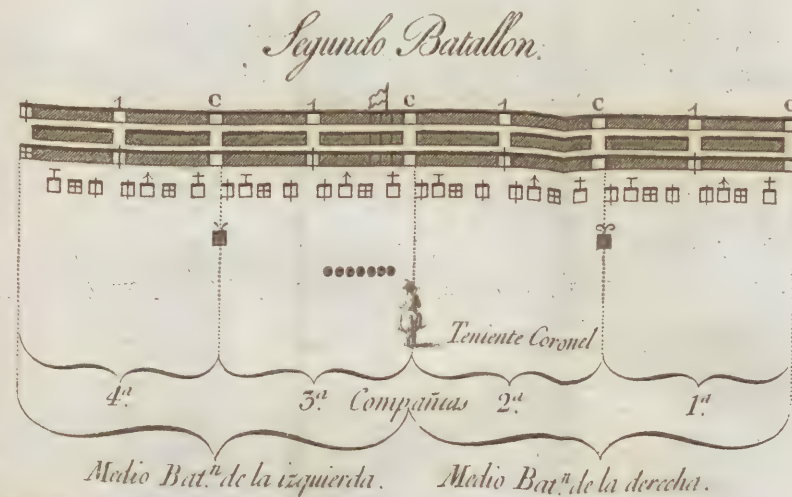 Segundo Batallon.
1 C 1 C 1 C 1 C
Teniente Coronel
4.ª 3.ª Compañias 2.ª 1.ª
Medio Bat.ⁿ de la izquierda. Medio Bat.ⁿ de la derecha.